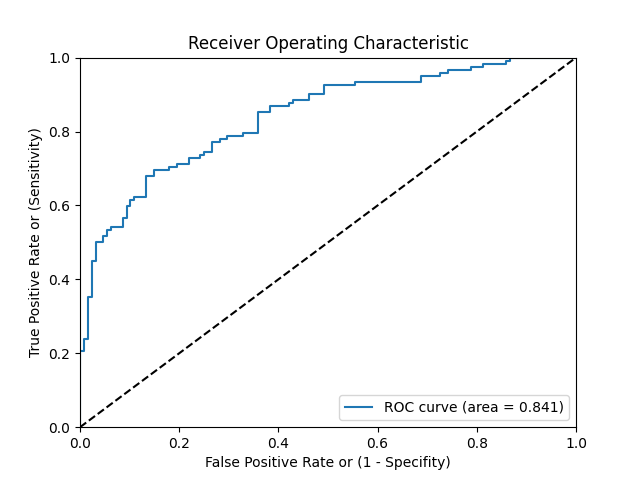 Receiver Operating Characteristic
1.0
0.8
0.6
0.4
0.2
0.0
True Positive Rate or (Sensitivity)
ROC curve (area = 0.841)
0.0 0.2 0.4 0.6 0.8 1.0
False Positive Rate or (1 - Specifity)